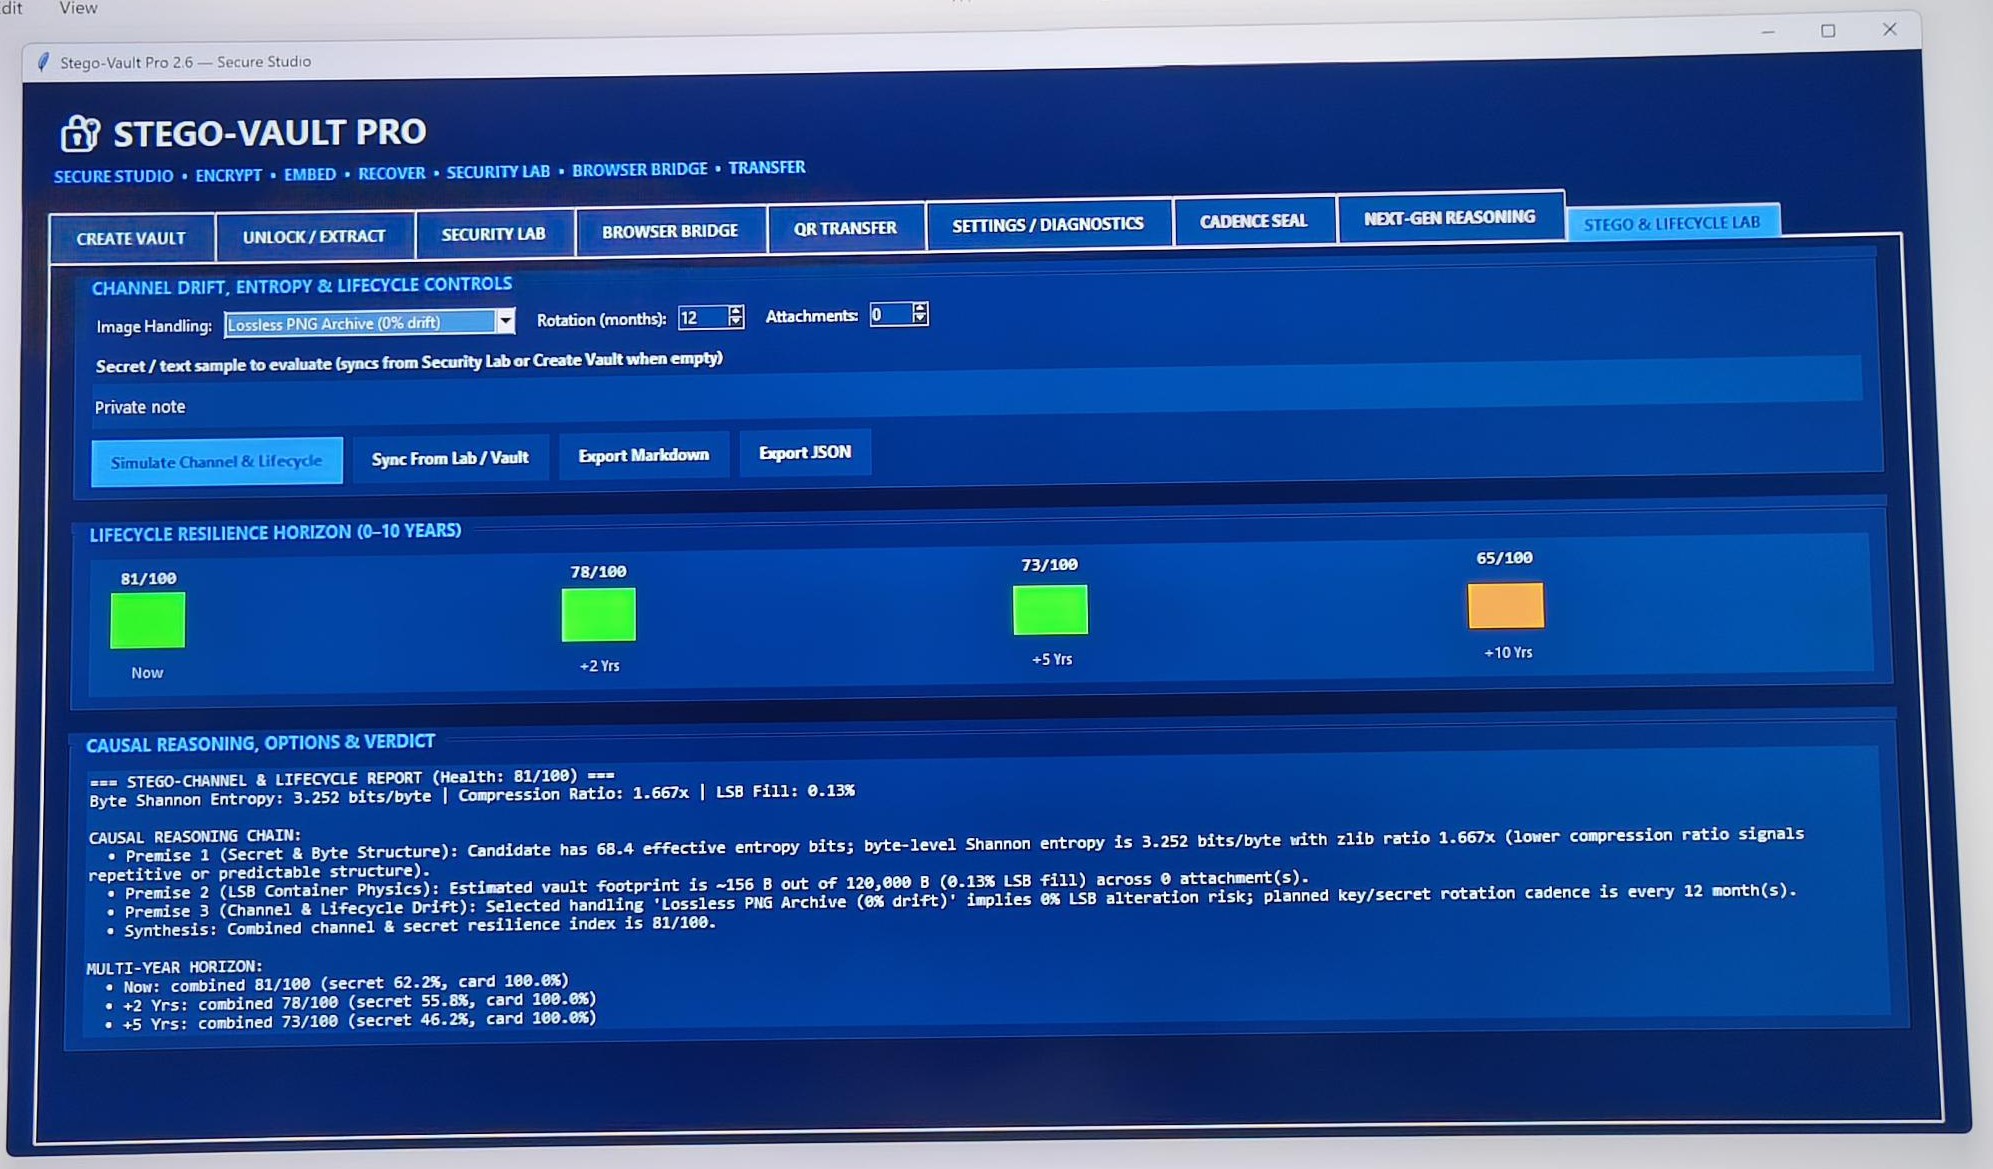 dit View
Stego-Vault Pro 2.6 — Secure Studio
STEGO-VAULT PRO
SECURE STUDIO • ENCRYPT • EMBED • RECOVER • SECURITY LAB • BROWSER BRIDGE • TRANSFER
CREATE VAULT UNLOCK / EXTRACT SECURITY LAB BROWSER BRIDGE QR TRANSFER SETTINGS / DIAGNOSTICS CADENCE SEAL NEXT-GEN REASONING STEGO & LIFECYCLE LAB
CHANNEL DRIFT, ENTROPY & LIFECYCLE CONTROLS
Image Handling: Lossless PNG Archive (0% drift) Rotation (months): 12 Attachments: 0
Secret / text sample to evaluate (syncs from Security Lab or Create Vault when empty)
Private note
Simulate Channel & Lifecycle Sync From Lab / Vault Export Markdown Export JSON
LIFECYCLE RESILIENCE HORIZON (0–10 YEARS)
81/100 78/100 73/100 65/100
Now +2 Yrs +5 Yrs +10 Yrs
CAUSAL REASONING, OPTIONS & VERDICT
=== STEGO-CHANNEL & LIFECYCLE REPORT (Health: 81/100) ===
Byte Shannon Entropy: 3.252 bits/byte | Compression Ratio: 1.667x | LSB Fill: 0.13%
CAUSAL REASONING CHAIN:
• Premise 1 (Secret & Byte Structure): Candidate has 68.4 effective entropy bits; byte-level Shannon entropy is 3.252 bits/byte with zlib ratio 1.667x (lower compression ratio signals
repetitive or predictable structure).
• Premise 2 (LSB Container Physics): Estimated vault footprint is ~156 B out of 120,000 B (0.13% LSB fill) across 0 attachment(s).
• Premise 3 (Channel & Lifecycle Drift): Selected handling 'Lossless PNG Archive (0% drift)' implies 0% LSB alteration risk; planned key/secret rotation cadence is every 12 month(s).
• Synthesis: Combined channel & secret resilience index is 81/100.
MULTI-YEAR HORIZON:
• Now: combined 81/100 (secret 62.2%, card 100.0%)
• +2 Yrs: combined 78/100 (secret 55.8%, card 100.0%)
• +5 Yrs: combined 73/100 (secret 46.2%, card 100.0%)